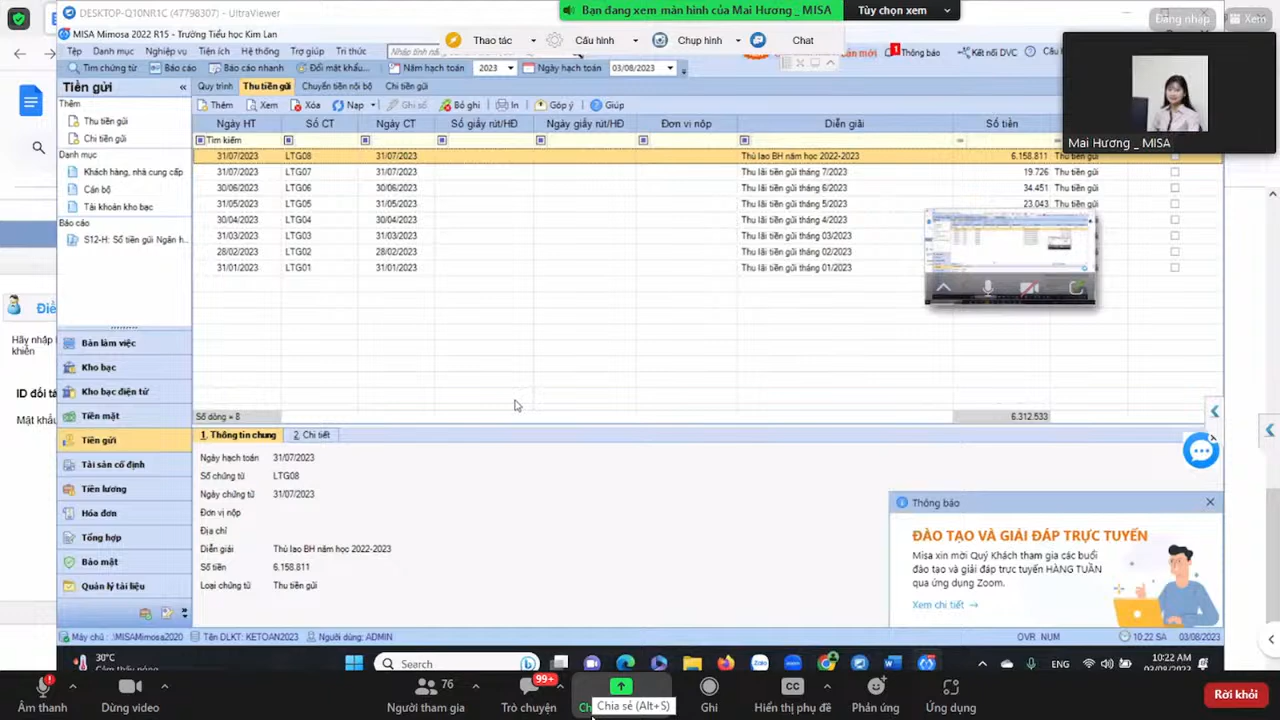 DESKTOP-Q10NR1C (47798307) - UltraViewer
Bạn đang xem màn hình của Mai Hương _ MISA
Tùy chọn xem
Đăng nhập
Xem
MISA Mimosa 2022 R15 - Trường Tiểu học Kim Lan
Thao tác
Cấu hình
Chụp hình
Chat
Tệp Danh mục Nghiệp vụ Tiện ích Hệ thống Trợ giúp Tri thức
Thông báo
Kết nối DVC
Tìm chứng từ Báo cáo Báo cáo nhanh Đổi mật khẩu... Năm hạch toán 2023 Ngày hạch toán 03/08/2023
Tiền gửi
Quy trình Thu tiền gửi Chuyển tiền nội bộ Chi tiền gửi
Thêm
Thu tiền gửi
Chi tiền gửi
Danh mục
Khách hàng, nhà cung cấp
Cán bộ
Tài khoản kho bạc
Báo cáo
S12-H: Sổ tiền gửi Ngân h...
Thêm Xem Xóa Nạp Ghi sổ Bỏ ghi In Góp ý Giúp
Ngày HT Số CT Ngày CT Số giấy rút/HĐ Ngày giấy rút/HĐ Đơn vị nộp Diễn giải Số tiền
Tìm kiếm
31/07/2023 LTG08 31/07/2023 Thù lao BH năm học 2022-2023 6.158.811 Thu tiền gửi
31/07/2023 LTG07 31/07/2023 Thu lãi tiền gửi tháng 7/2023 19.726 Thu tiền gửi
30/06/2023 LTG06 30/06/2023 Thu lãi tiền gửi tháng 6/2023 34.451 Thu tiền gửi
31/05/2023 LTG05 31/05/2023 Thu lãi tiền gửi tháng 5/2023 23.043 Thu tiền gửi
30/04/2023 LTG04 30/04/2023 Thu lãi tiền gửi tháng 4/2023
31/03/2023 LTG03 31/03/2023 Thu lãi tiền gửi tháng 03/2023
28/02/2023 LTG02 28/02/2023 Thu lãi tiền gửi tháng 02/2023
31/01/2023 LTG01 31/01/2023 Thu lãi tiền gửi tháng 01/2023
Mai Hương _ MISA
Số dòng = 8 6.312.533
Bàn làm việc
Kho bạc
Kho bạc điện tử
Tiền mặt
Tiền gửi
Tài sản cố định
Tiền lương
Hóa đơn
Tổng hợp
Bảo mật
Quản lý tài liệu
1. Thông tin chung 2. Chi tiết
Ngày hạch toán 31/07/2023
Số chứng từ LTG08
Ngày chứng từ 31/07/2023
Đơn vị nộp
Địa chỉ
Diễn giải Thù lao BH năm học 2022-2023
Số tiền 6.158.811
Loại chứng từ Thu tiền gửi
Thông báo
ĐÀO TẠO VÀ GIẢI ĐÁP TRỰC TUYẾN
Misa xin mời Quý Khách tham gia các buổi
đào tạo và giải đáp trực tuyến HÀNG TUẦN
qua ứng dụng Zoom.
Xem chi tiết →
Hãy nhập
khiển
Mật khẩu
Máy chủ : .\MISAMimosa2020 Tên DLKT: KETOAN2023 Người dùng: ADMIN OVR NUM 10:22 SA 03/08/2023
30°C
Search
ENG
10:22 AM
Âm thanh
Dừng video
76
Người tham gia
99+
Trò chuyện
Chia sẻ (Alt+S)
Ghi
Hiển thị phụ đề
Phản ứng
Ứng dụng
Rời khỏi